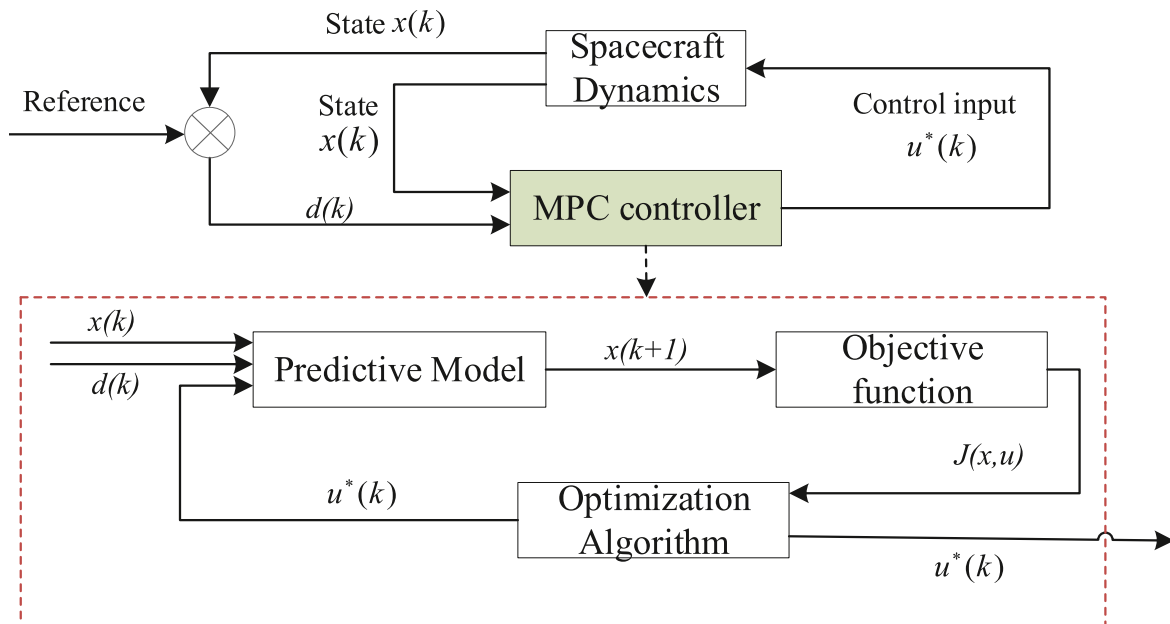 State x(k)
Spacecraft
Dynamics
Reference
State
x(k)
Control input
u*(k)
d(k)
MPC controller
x(k)
d(k)
Predictive Model
x(k+1)
Objective
function
J(x,u)
u*(k)
Optimization
Algorithm
u*(k)